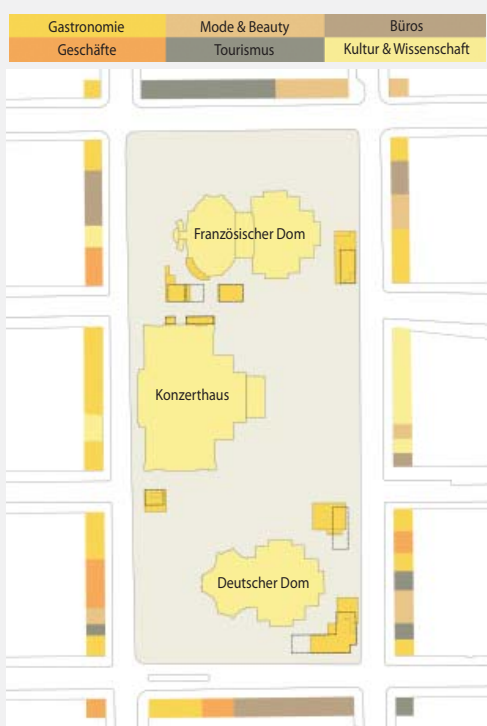 Gastronomie Mode & Beauty Büros
Geschäfte Tourismus Kultur & Wissenschaft
Französischer Dom
Konzerthaus
Deutscher Dom